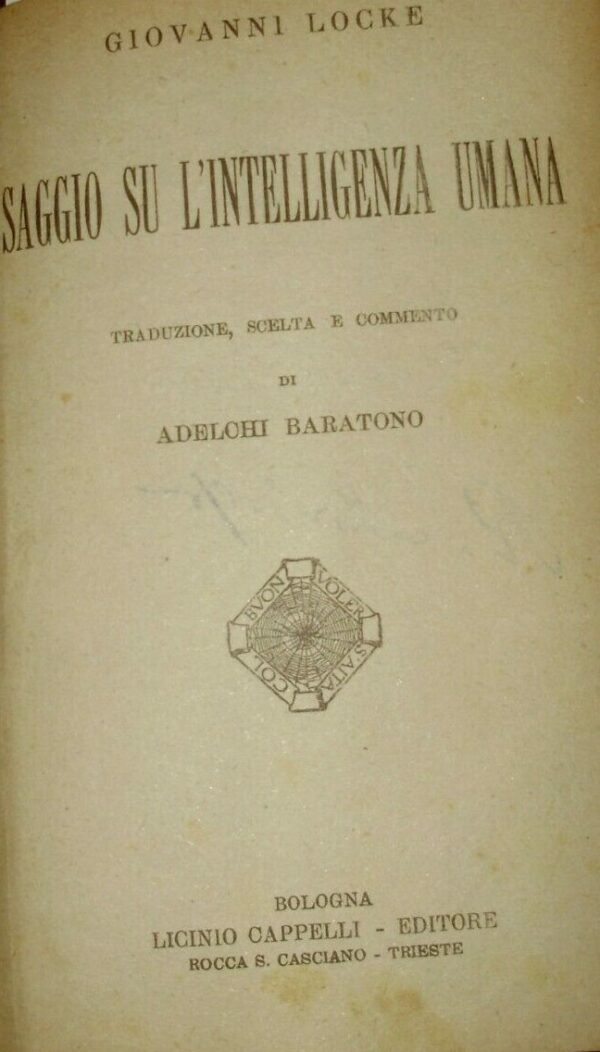 GIOVANNI LOCKE
SAGGIO SU L'INTELLIGENZA UMANA
TRADUZIONE, SCELTA E COMMENTO
DI
ADELCHI BARATONO
COL BVON VOLER S'AITA
BOLOGNA
LICINIO CAPPELLI - EDITORE
ROCCA S. CASCIANO - TRIESTE